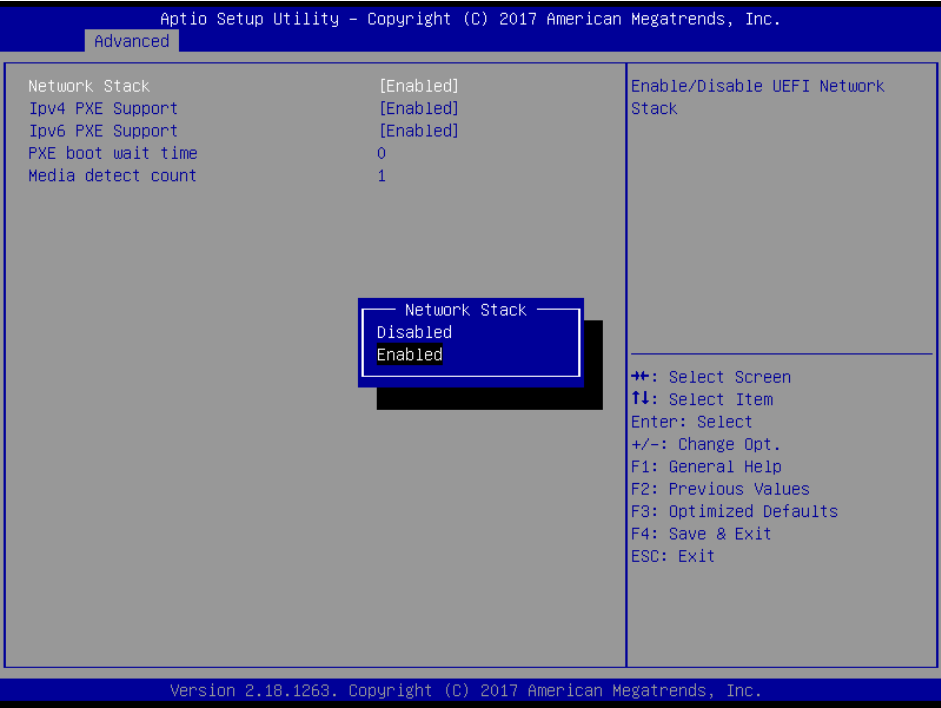 Aptio Setup Utility – Copyright (C) 2017 American Megatrends, Inc.
Advanced
Network Stack [Enabled]
Ipv4 PXE Support [Enabled]
Ipv6 PXE Support [Enabled]
PXE boot wait time 0
Media detect count 1
Enable/Disable UEFI Network
Stack
Network Stack
Disabled
Enabled
→←: Select Screen
↑↓: Select Item
Enter: Select
+/-: Change Opt.
F1: General Help
F2: Previous Values
F3: Optimized Defaults
F4: Save & Exit
ESC: Exit
Version 2.18.1263. Copyright (C) 2017 American Megatrends, Inc.